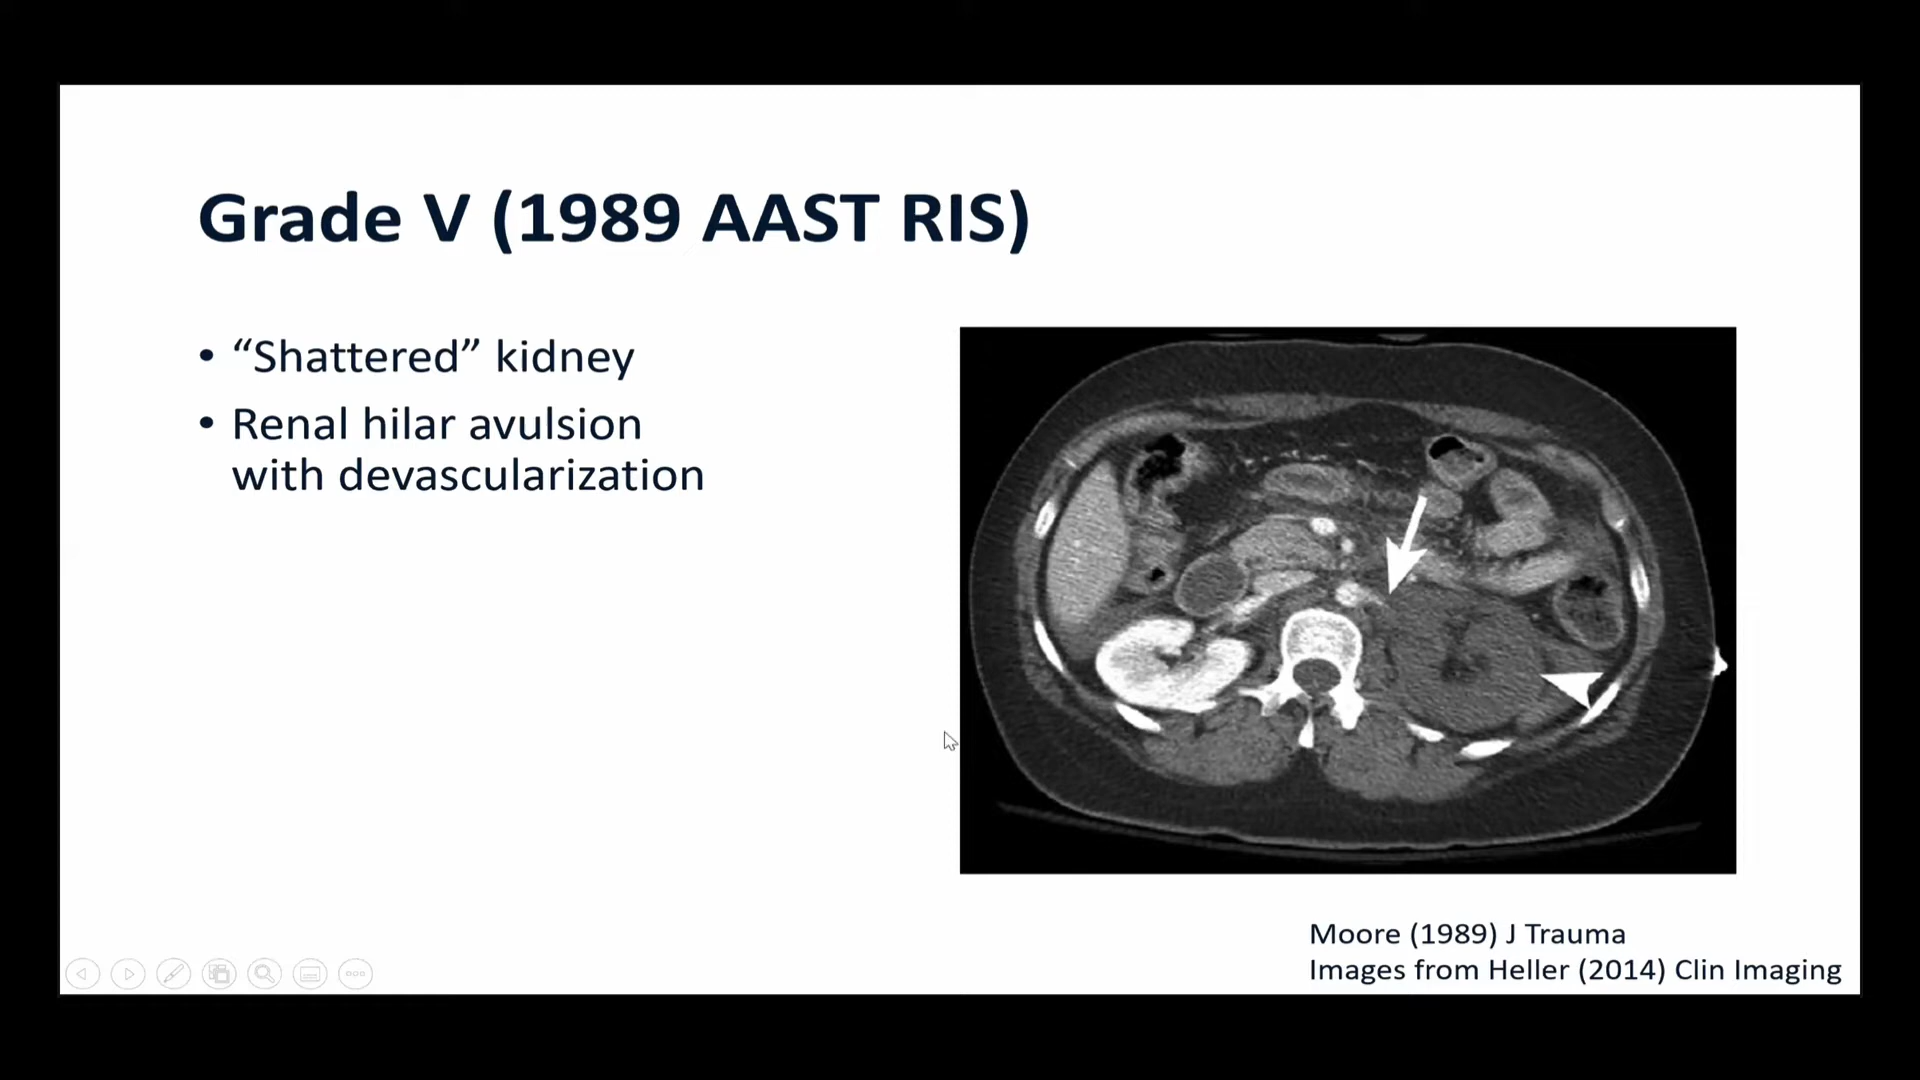 Grade V (1989 AAST RIS)
• “Shattered” kidney
• Renal hilar avulsion
with devascularization
Moore (1989) J Trauma
Images from Heller (2014) Clin Imaging